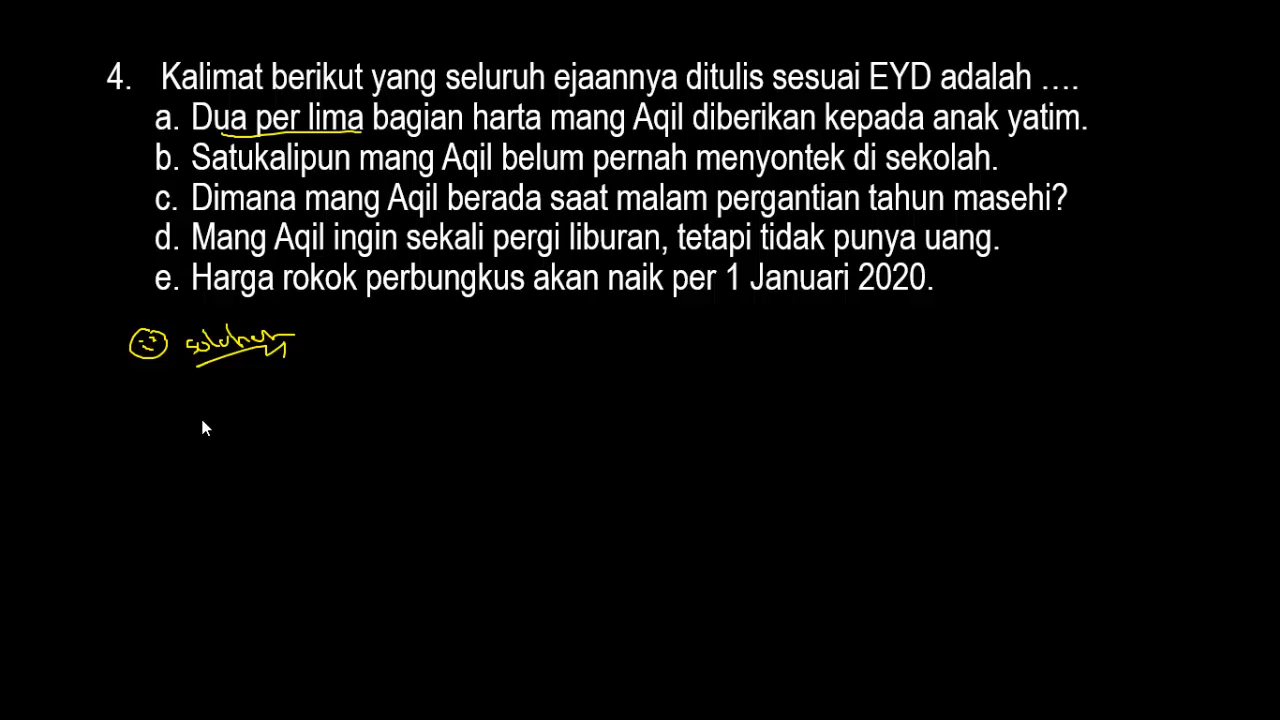 4. Kalimat berikut yang seluruh ejaannya ditulis sesuai EYD adalah ….
a. Dua per lima bagian harta mang Aqil diberikan kepada anak yatim.
b. Satukalipun mang Aqil belum pernah menyontek di sekolah.
c. Dimana mang Aqil berada saat malam pergantian tahun masehi?
d. Mang Aqil ingin sekali pergi liburan, tetapi tidak punya uang.
e. Harga rokok perbungkus akan naik per 1 Januari 2020.